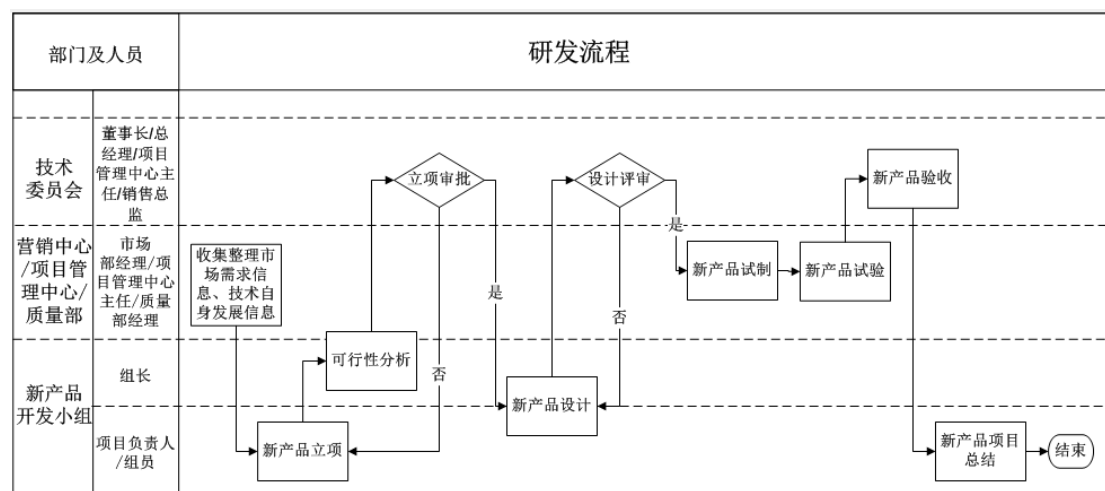 部门及人员
研发流程
技术
委员会
董事长/总
经理/项目
管理中心主
任/销售总
监
立项审批
设计评审
新产品验收
是
营销中心
/项目管
理中心/
质量部
市场
部经理/项
目管理中心
主任/质量
部经理
收集整理市
场需求信
息、技术自
身发展信息
新产品试制
新产品试验
是
否
新产品
开发小组
组长
可行性分析
否
新产品设计
项目负责人
/组员
新产品立项
新产品项目
总结
结束